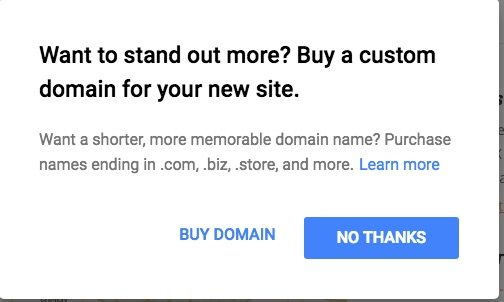 Want to stand out more? Buy a custom
domain for your new site.
Want a shorter, more memorable domain name? Purchase
names ending in .com, .biz, .store, and more. Learn more
BUY DOMAIN
NO THANKS